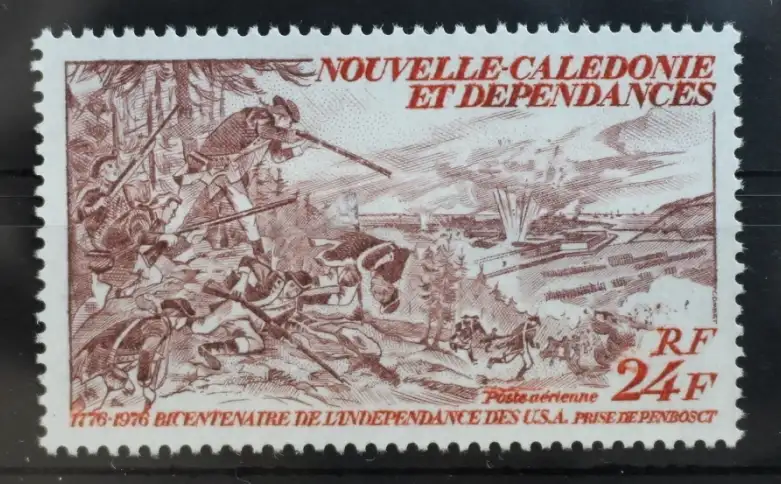 NOUVELLE-CALEDONIE
ET DEPENDANCES
RF
Poste aérienne 24F
1776-1976 BICENTENAIRE DE L'INDEPENDANCE DES U.S.A. PRISE DE PENBOSCT